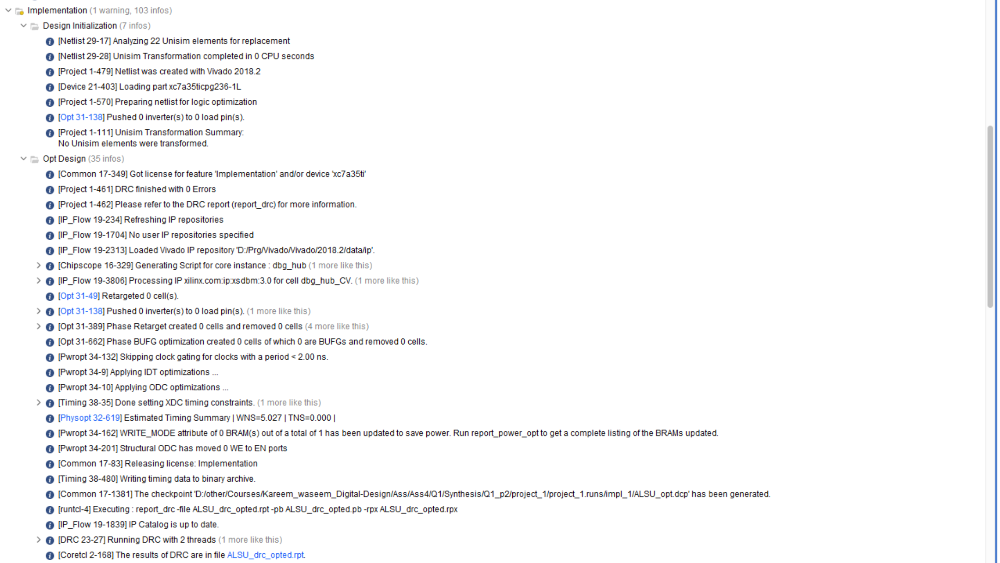 Implementation (1 warning, 103 infos)
Design Initialization (7 infos)
[Netlist 29-17] Analyzing 22 Unisim elements for replacement
[Netlist 29-28] Unisim Transformation completed in 0 CPU seconds
[Project 1-479] Netlist was created with Vivado 2018.2
[Device 21-403] Loading part xc7a35ticpg236-1L
[Project 1-570] Preparing netlist for logic optimization
[Opt 31-138] Pushed 0 inverter(s) to 0 load pin(s).
[Project 1-111] Unisim Transformation Summary:
No Unisim elements were transformed.
Opt Design (35 infos)
[Common 17-349] Got license for feature 'Implementation' and/or device 'xc7a35ti'
[Project 1-461] DRC finished with 0 Errors
[Project 1-462] Please refer to the DRC report (report_drc) for more information.
[IP_Flow 19-234] Refreshing IP repositories
[IP_Flow 19-1704] No user IP repositories specified
[IP_Flow 19-2313] Loaded Vivado IP repository 'D:/Prg/Vivado/Vivado/2018.2/data/ip'.
[Chipscope 16-329] Generating Script for core instance : dbg_hub (1 more like this)
[IP_Flow 19-3806] Processing IP xilinx.com:ip:xsdbm:3.0 for cell dbg_hub_CV. (1 more like this)
[Opt 31-49] Retargeted 0 cell(s).
[Opt 31-138] Pushed 0 inverter(s) to 0 load pin(s). (1 more like this)
[Opt 31-389] Phase Retarget created 0 cells and removed 0 cells (4 more like this)
[Opt 31-662] Phase BUFG optimization created 0 cells of which 0 are BUFGs and removed 0 cells.
[Pwropt 34-132] Skipping clock gating for clocks with a period < 2.00 ns.
[Pwropt 34-9] Applying IDT optimizations ...
[Pwropt 34-10] Applying ODC optimizations ...
[Timing 38-35] Done setting XDC timing constraints. (1 more like this)
[Physopt 32-619] Estimated Timing Summary | WNS=5.027 | TNS=0.000 |
[Pwropt 34-162] WRITE_MODE attribute of 0 BRAM(s) out of a total of 1 has been updated to save power. Run report_power_opt to get a complete listing of the BRAMs updated.
[Pwropt 34-201] Structural ODC has moved 0 WE to EN ports
[Common 17-83] Releasing license: Implementation
[Timing 38-480] Writing timing data to binary archive.
[Common 17-1381] The checkpoint 'D:/other/Courses/Kareem_waseem_Digital-Design/Ass/Ass4/Q1/Synthesis/Q1_p2/project_1/project_1.runs/impl_1/ALSU_opt.dcp' has been generated.
[runtcl-4] Executing : report_drc -file ALSU_drc_opted.rpt -pb ALSU_drc_opted.pb -rpx ALSU_drc_opted.rpx
[IP_Flow 19-1839] IP Catalog is up to date.
[DRC 23-27] Running DRC with 2 threads (1 more like this)
[Coretcl 2-168] The results of DRC are in file ALSU_drc_opted.rpt.